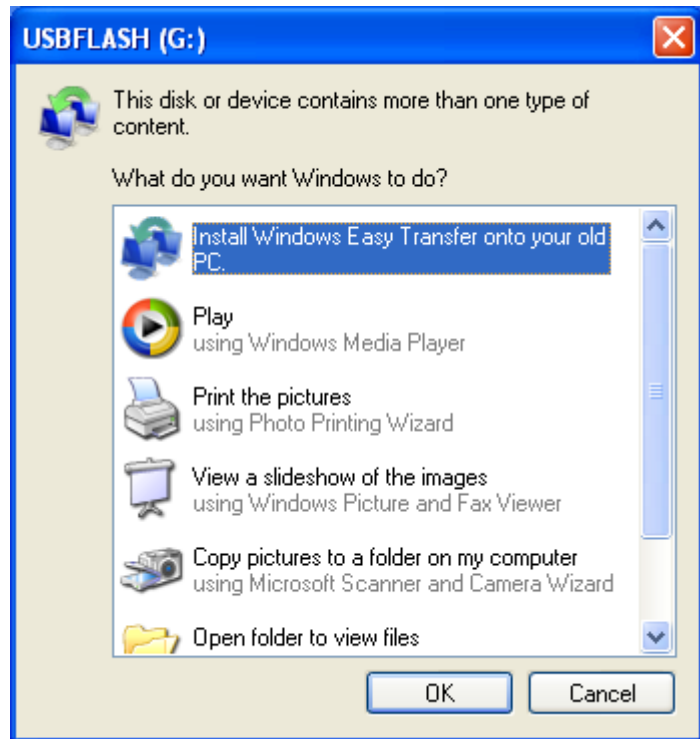 USBFLASH (G:)
This disk or device contains more than one type of
content.
What do you want Windows to do?
Install Windows Easy Transfer onto your old
PC.
Play
using Windows Media Player
Print the pictures
using Photo Printing Wizard
View a slideshow of the images
using Windows Picture and Fax Viewer
Copy pictures to a folder on my computer
using Microsoft Scanner and Camera Wizard
Open folder to view files
OK
Cancel